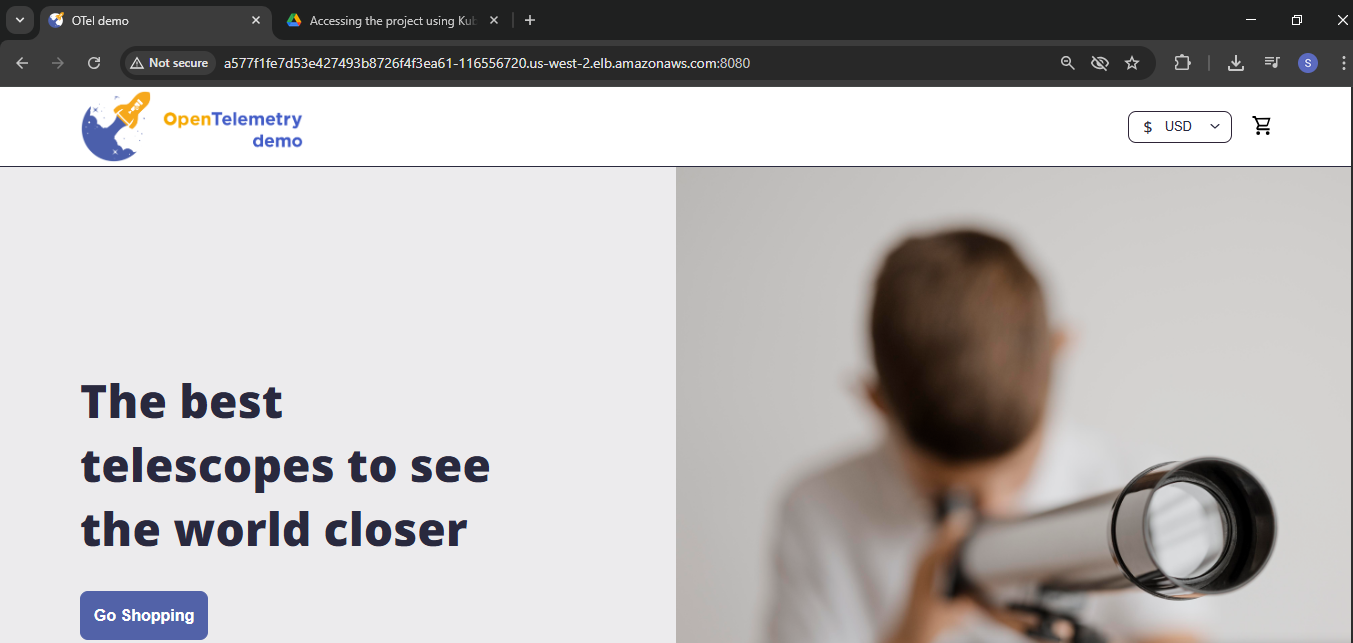 OTel demo
Accessing the project using Kub
Not secure
a577f1fe7d53e427493b8726f4f3ea61-116556720.us-west-2.elb.amazonaws.com:8080
S
OpenTelemetry
demo
$ USD
The best
telescopes to see
the world closer
Go Shopping